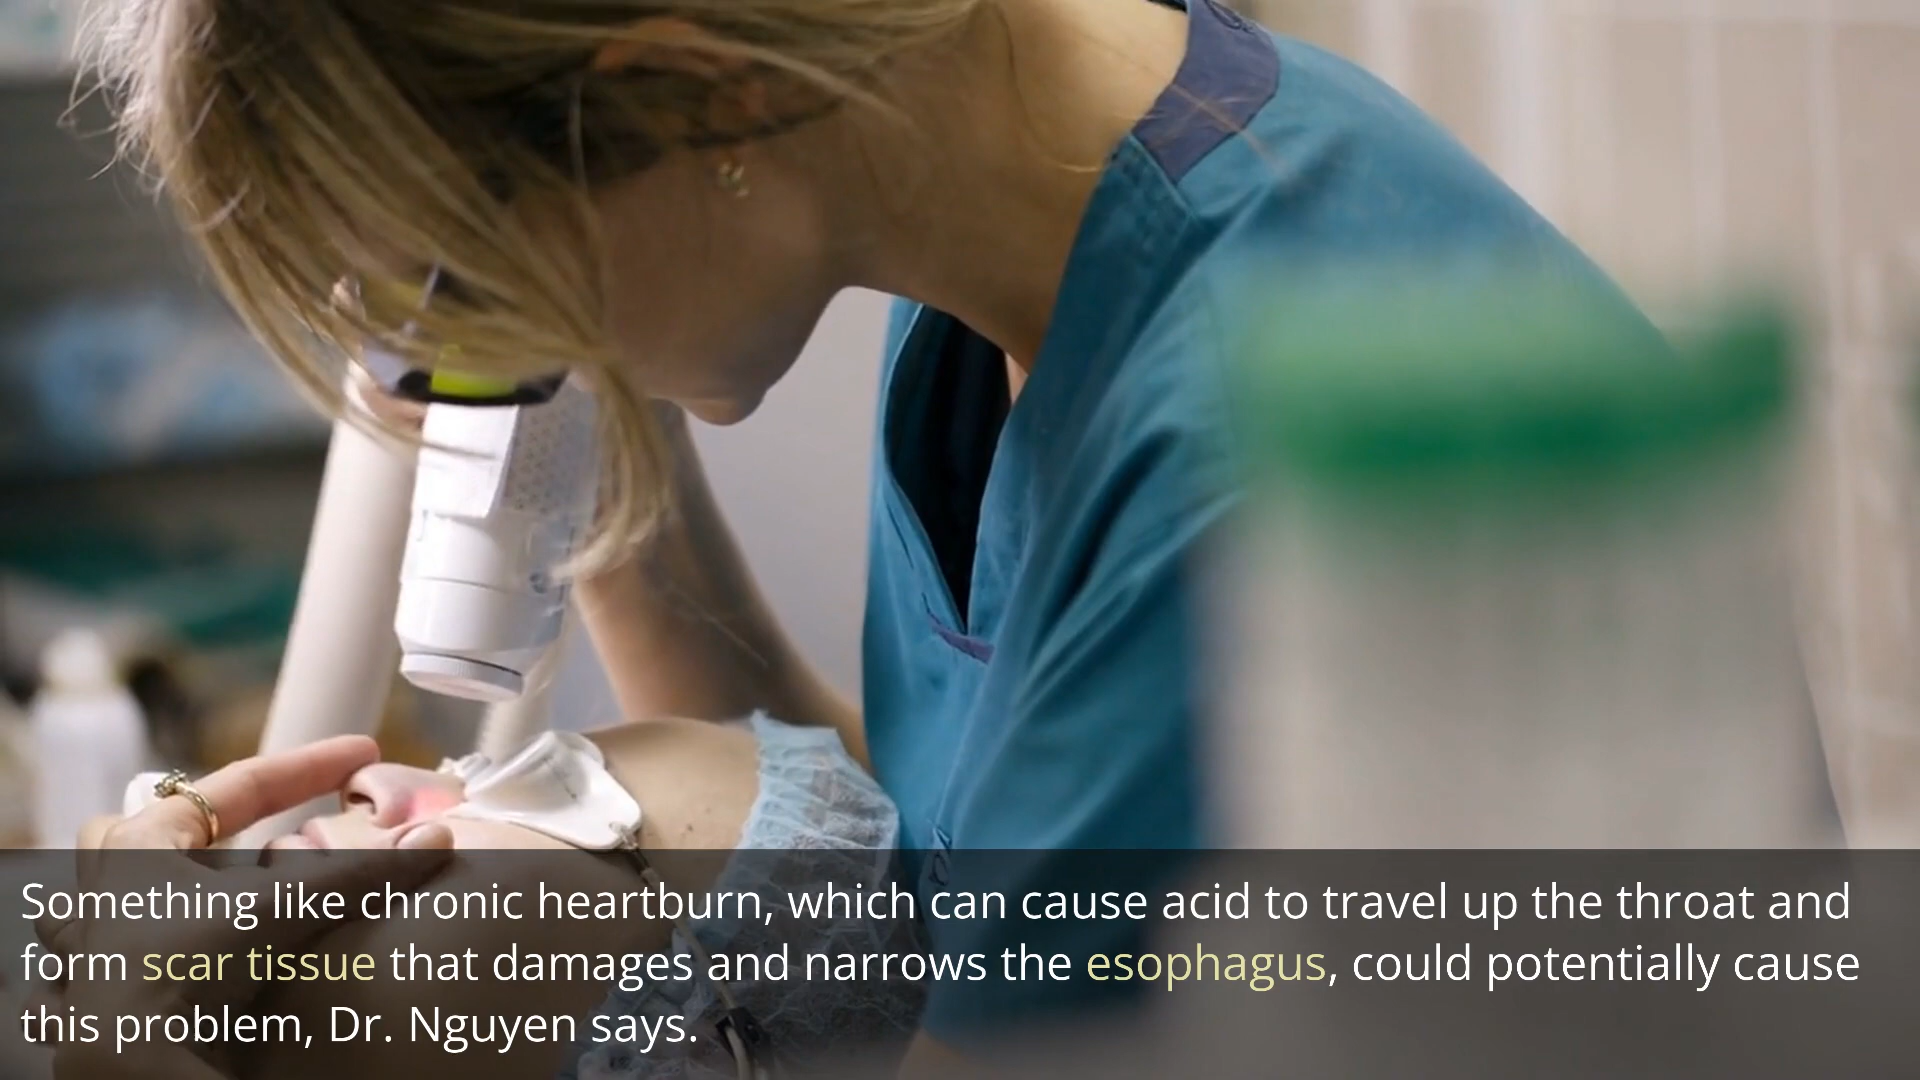 Something like chronic heartburn, which can cause acid to travel up the throat and
form scar tissue that damages and narrows the esophagus, could potentially cause
this problem, Dr. Nguyen says.